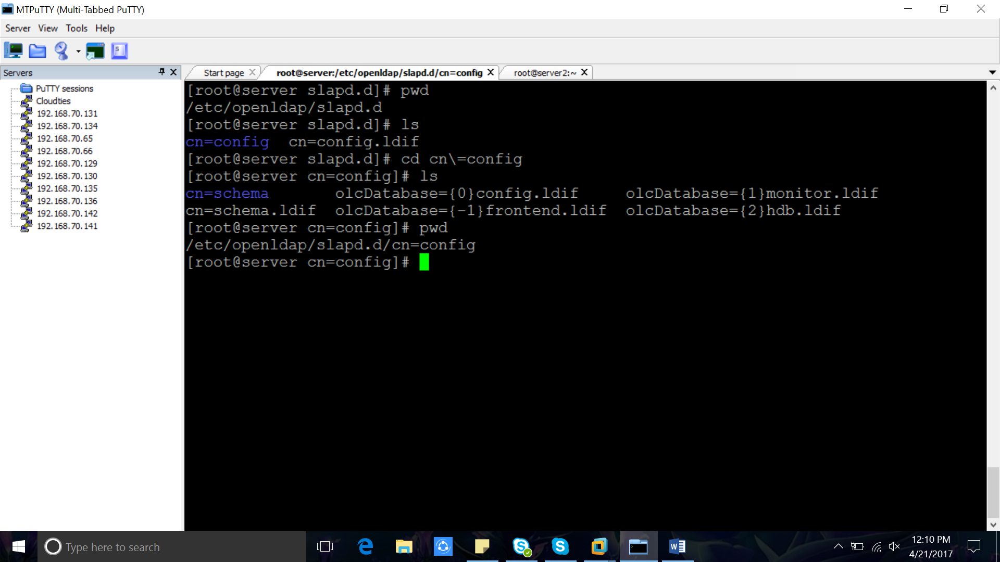 MTPuTTY (Multi-Tabbed PuTTY)
Server View Tools Help
Servers
PuTTY sessions
Cloudties
192.168.70.131
192.168.70.134
192.168.70.65
192.168.70.66
192.168.70.129
192.168.70.130
192.168.70.135
192.168.70.136
192.168.70.142
192.168.70.141
Start page root@server:/etc/openldap/slapd.d/cn=config root@server2:~
[root@server slapd.d]# pwd
/etc/openldap/slapd.d
[root@server slapd.d]# ls
cn=config  cn=config.ldif
[root@server slapd.d]# cd cn\=config
[root@server cn=config]# ls
cn=schema       olcDatabase={0}config.ldif     olcDatabase={1}monitor.ldif
cn=schema.ldif  olcDatabase={-1}frontend.ldif  olcDatabase={2}hdb.ldif
[root@server cn=config]# pwd
/etc/openldap/slapd.d/cn=config
[root@server cn=config]#
Type here to search
12:10 PM
4/21/2017